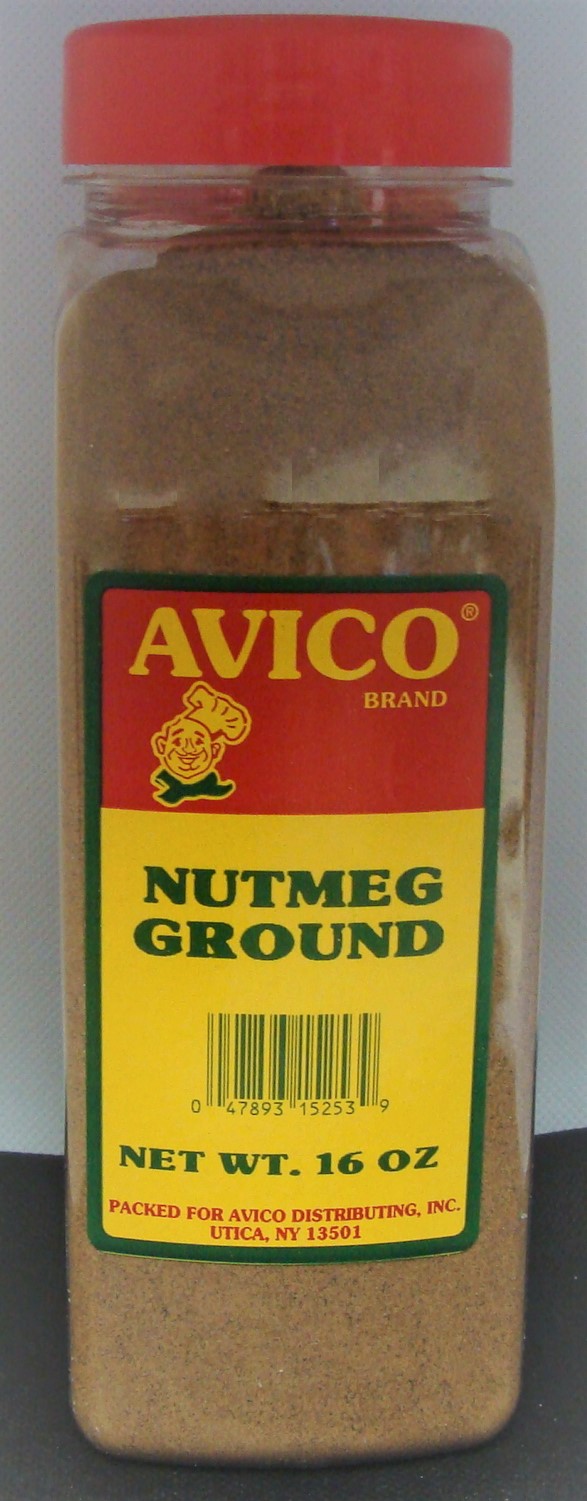 AVICO®
BRAND
NUTMEG
GROUND
0 47893 15253 9
NET WT. 16 OZ
PACKED FOR AVICO DISTRIBUTING, INC.
UTICA, NY 13501